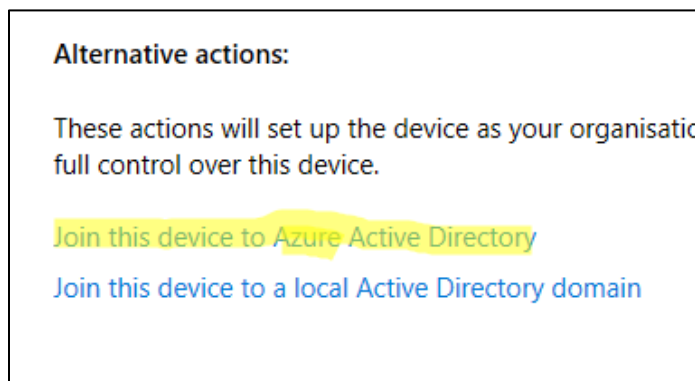 Alternative actions:
These actions will set up the device as your organisatio
full control over this device.
Join this device to Azure Active Directory
Join this device to a local Active Directory domain